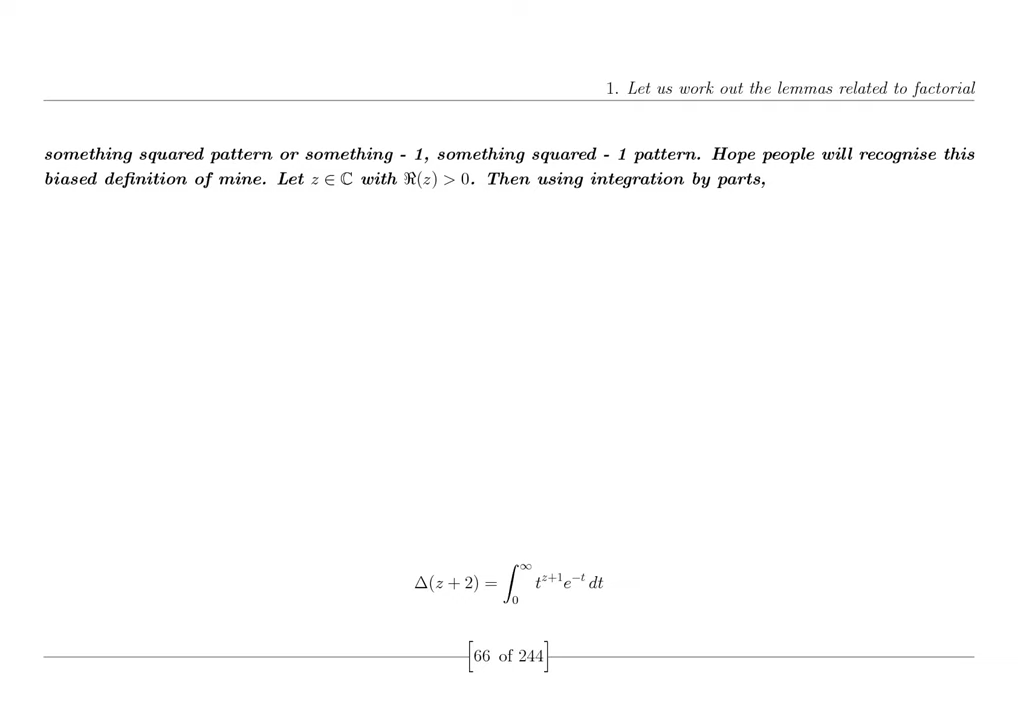 1. Let us work out the lemmas related to factorial
something squared pattern or something - 1, something squared - 1 pattern. Hope people will recognise this
biased definition of mine. Let z ∈ ℂ with ℜ(z) > 0. Then using integration by parts,
Δ(z + 2) = ∫₀^∞ t^{z+1} e^{−t} dt
[66 of 244]